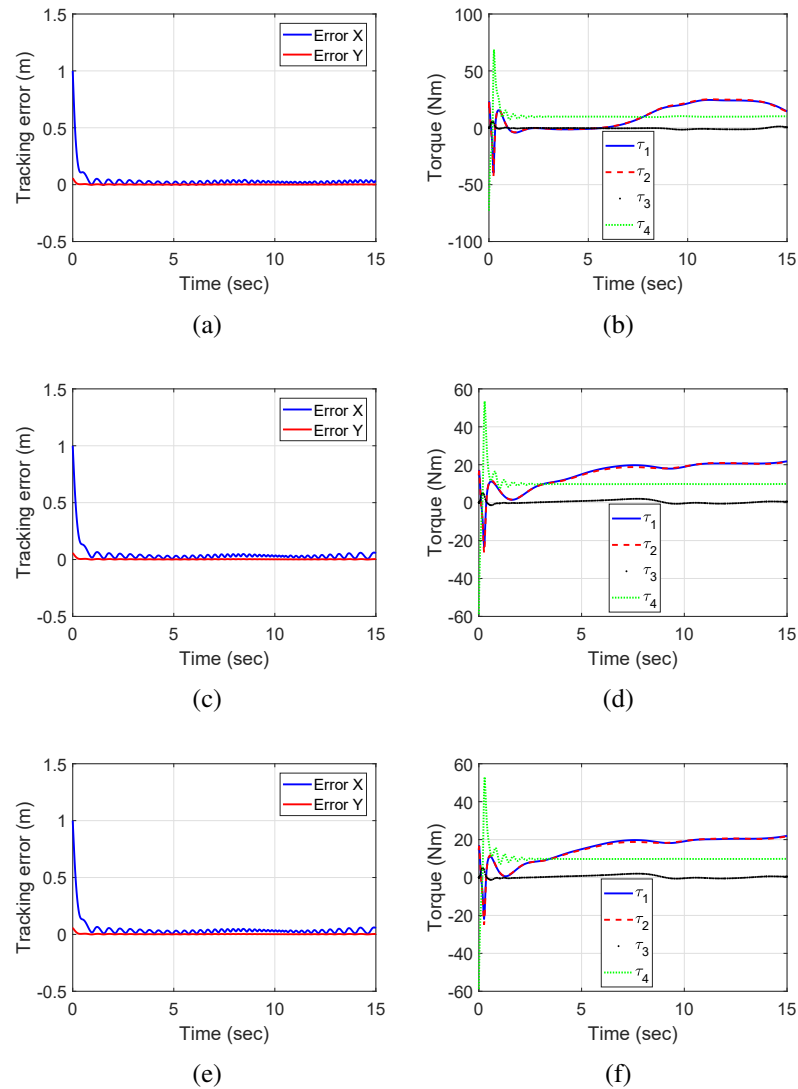 1.5
1
0.5
0
-0.5
0
5
10
15
Tracking error (m)
Time (sec)
Error X
Error Y
(a)
100
50
0
-50
-100
0
5
10
15
Torque (Nm)
Time (sec)
τ1
τ2
τ3
τ4
(b)
1.5
1
0.5
0
-0.5
0
5
10
15
Tracking error (m)
Time (sec)
Error X
Error Y
(c)
60
40
20
0
-20
-40
-60
0
5
10
15
Torque (Nm)
Time (sec)
τ1
τ2
τ3
τ4
(d)
1.5
1
0.5
0
-0.5
0
5
10
15
Tracking error (m)
Time (sec)
Error X
Error Y
(e)
60
40
20
0
-20
-40
-60
0
5
10
15
Torque (Nm)
Time (sec)
τ1
τ2
τ3
τ4
(f)